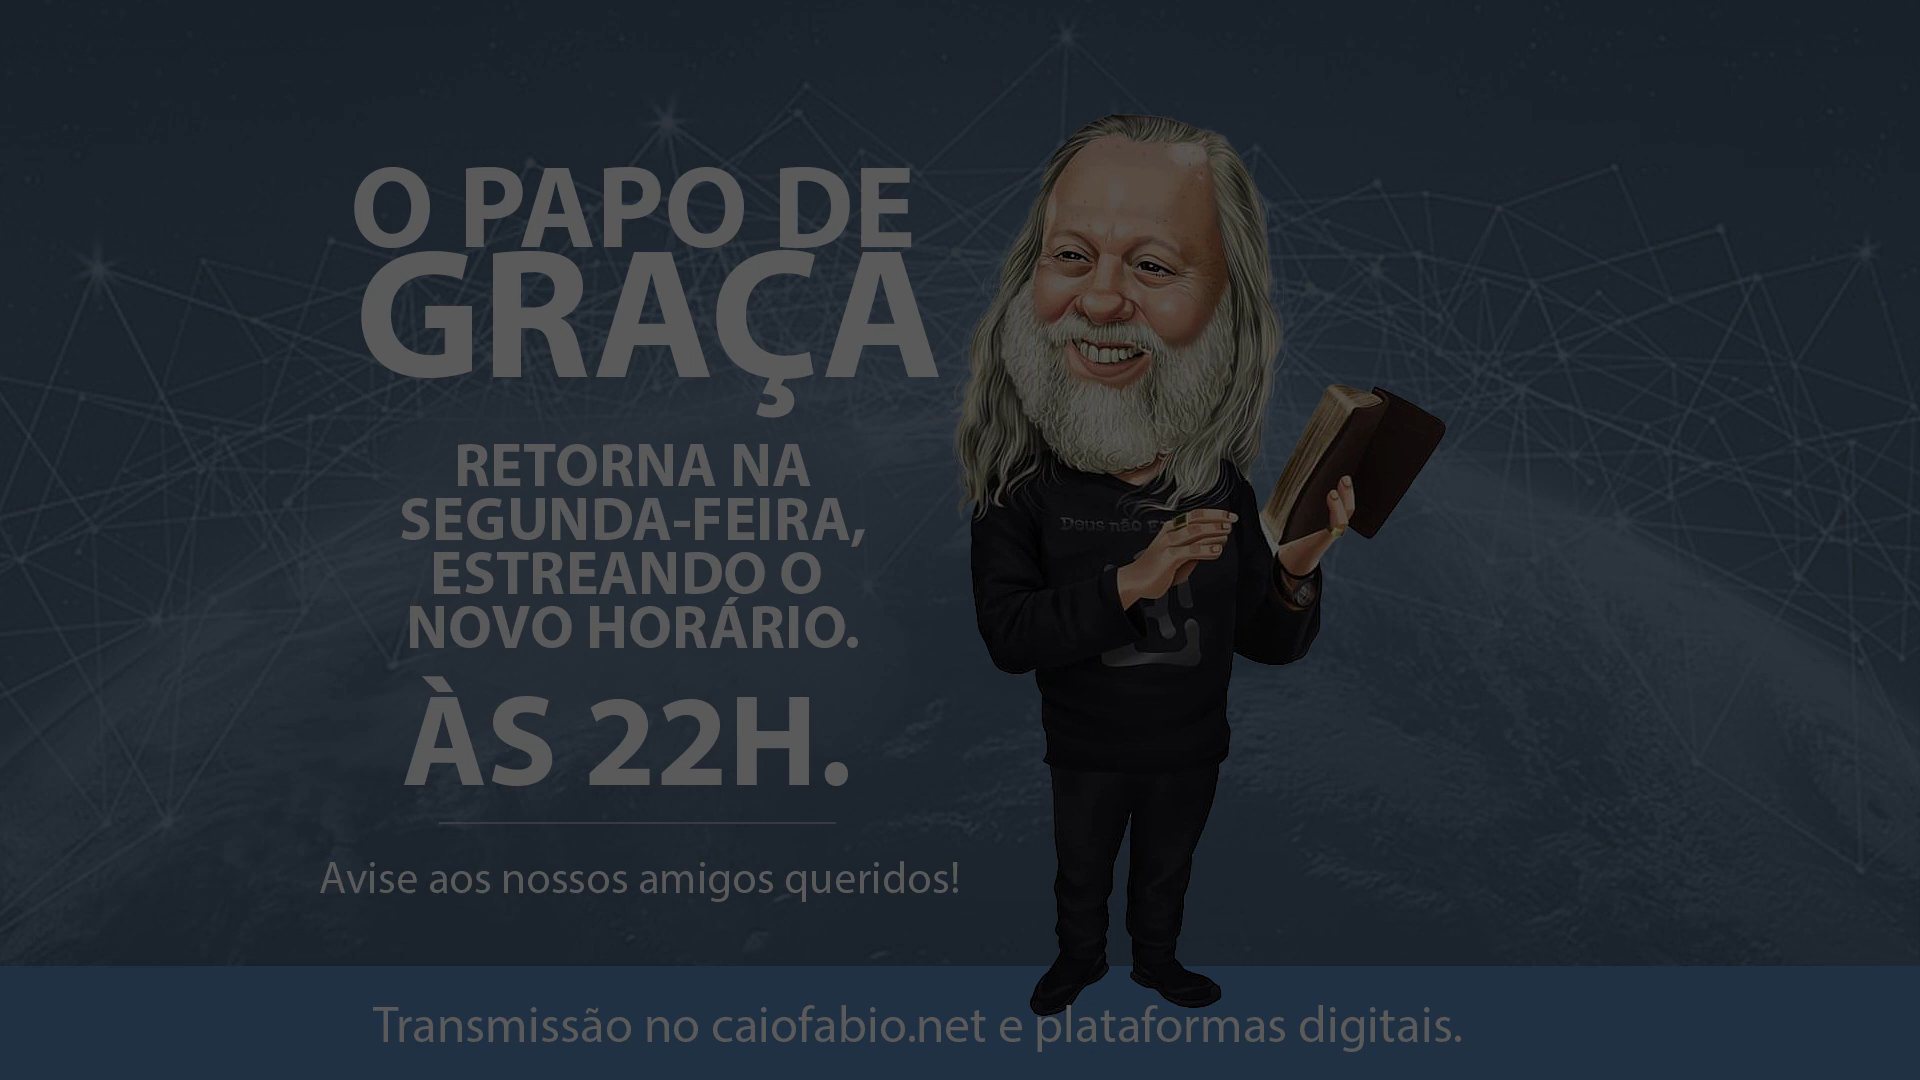 O PAPO DE
GRAÇA
RETORNA NA
SEGUNDA-FEIRA,
ESTREANDO O
NOVO HORÁRIO.
ÀS 22H.
Avise aos nossos amigos queridos!
Deus não
Transmissão no caiofabio.net e plataformas digitais.